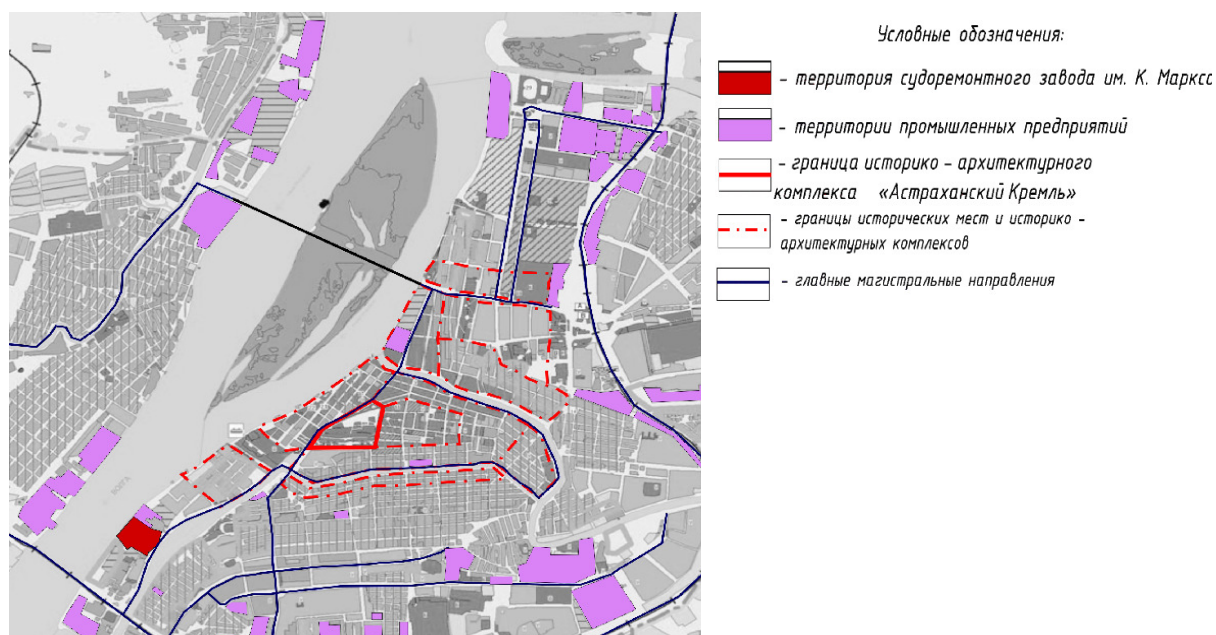 Условные обозначения:
- территория судоремонтного завода им. К. Маркса
- территории промышленных предприятий
- граница историко - архитектурного
комплекса «Астраханский Кремль»
- границы исторических мест и историко -
архитектурных комплексов
- главные магистральные направления